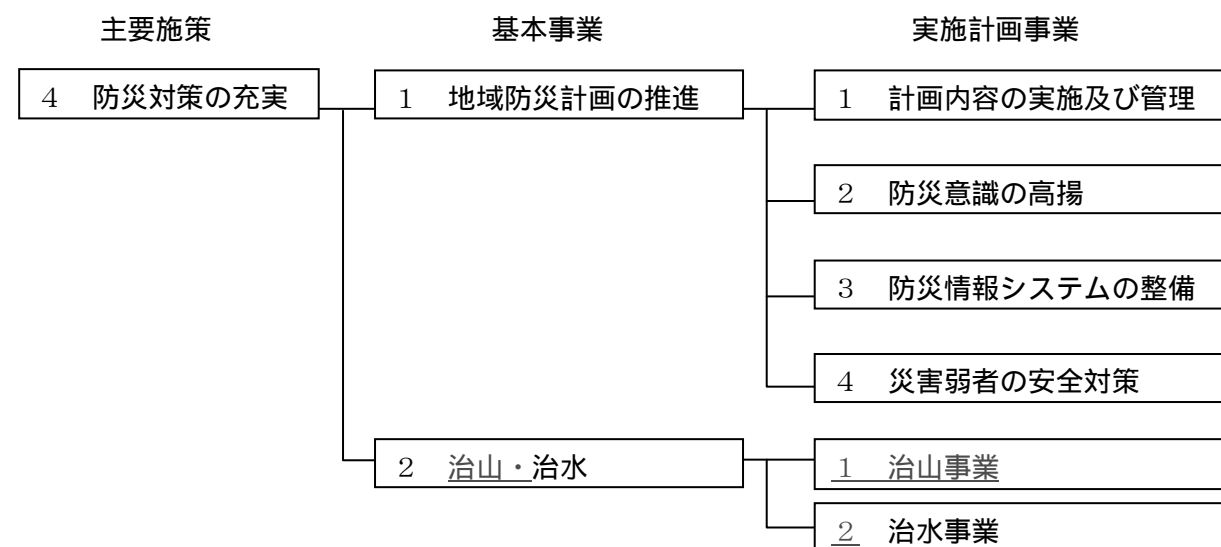 主要施策 基本事業 実施計画事業
４ 防災対策の充実 １ 地域防災計画の推進 １ 計画内容の実施及び管理
２ 防災意識の高揚
３ 防災情報システムの整備
４ 災害弱者の安全対策
２ 治山・治水 １ 治山事業
２ 治水事業